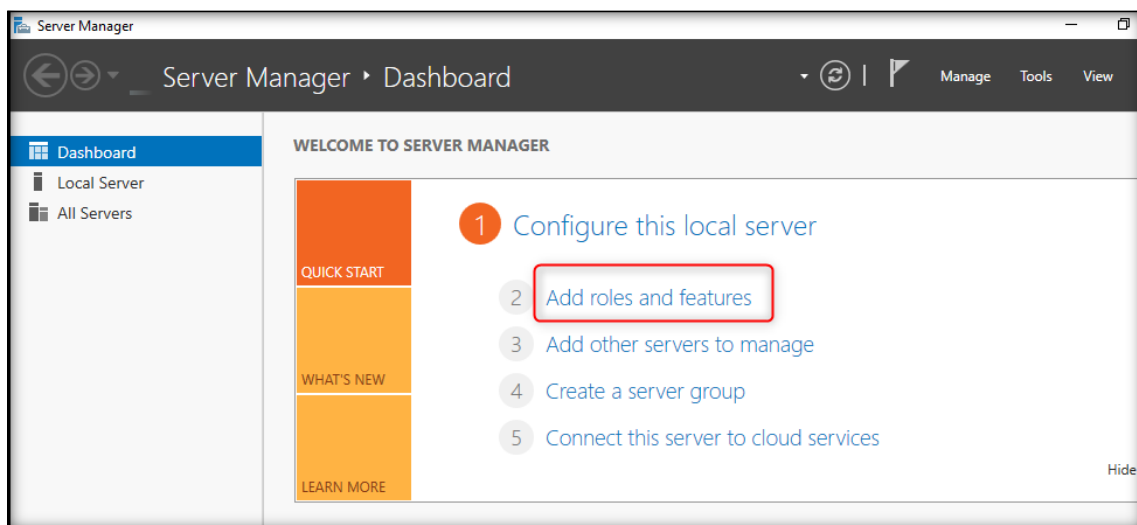 Server Manager
Server Manager ‣ Dashboard
Manage Tools View
Dashboard
Local Server
All Servers
WELCOME TO SERVER MANAGER
QUICK START
WHAT'S NEW
LEARN MORE
1 Configure this local server
2 Add roles and features
3 Add other servers to manage
4 Create a server group
5 Connect this server to cloud services
Hide